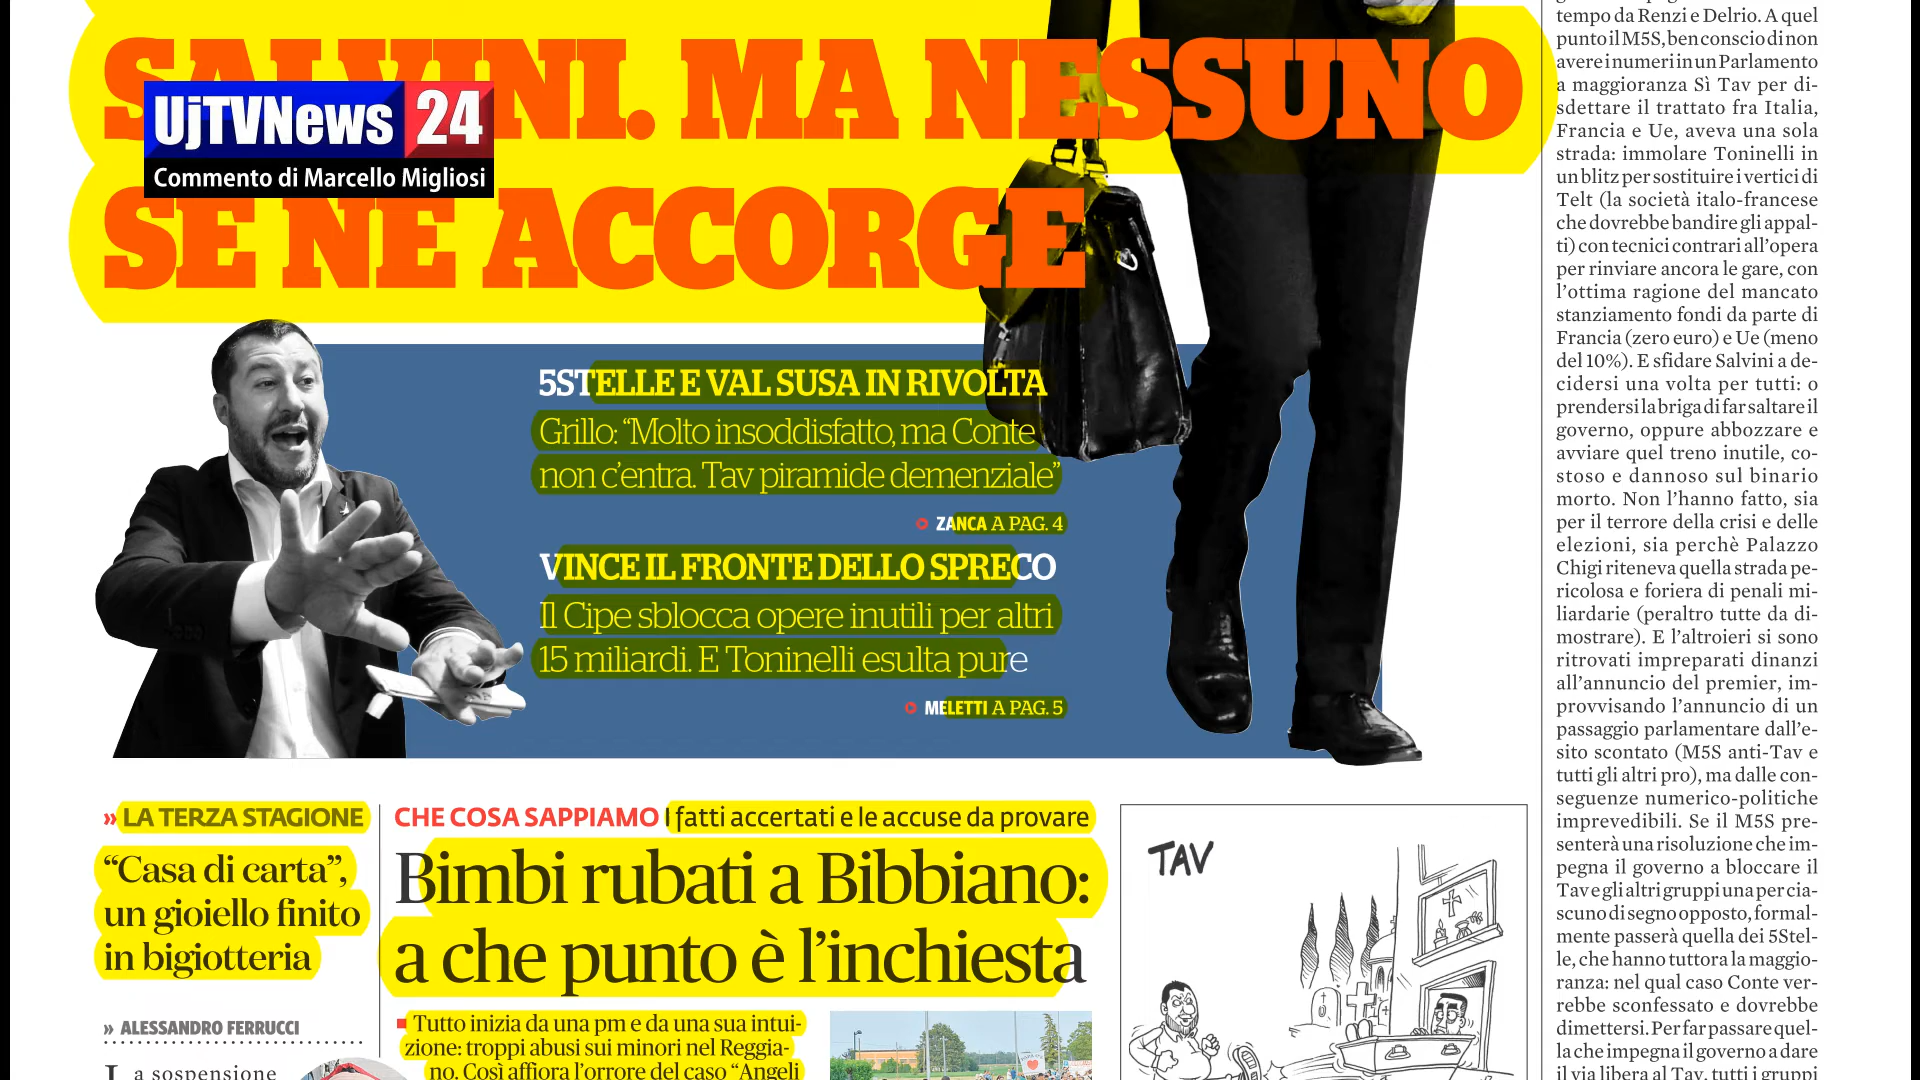 SALVINI. MA NESSUNO
UjTVNews 24
Commento di Marcello Migliosi
SE NE ACCORGE
5STELLE E VAL SUSA IN RIVOLTA
Grillo: “Molto insoddisfatto, ma Conte
non c’entra. Tav piramide demenziale”
ZANCA A PAG. 4
VINCE IL FRONTE DELLO SPRECO
Il Cipe sblocca opere inutili per altri
15 miliardi. E Toninelli esulta pure
MELETTI A PAG. 5
» LA TERZA STAGIONE
“Casa di carta”,
un gioiello finito
in bigiotteria
» ALESSANDRO FERRUCCI
La sospensione
CHE COSA SAPPIAMO I fatti accertati e le accuse da provare
Bimbi rubati a Bibbiano:
a che punto è l’inchiesta
Tutto inizia da una pm e da una sua intui-
zione: troppi abusi sui minori nel Reggia-
no. Così affiora l’orrore del caso “Angeli
TAV
tempo da Renzi e Delrio. A quel
punto il M5S, ben conscio di non
avere i numeri in un Parlamento
a maggioranza Sì Tav per di-
sdettare il trattato fra Italia,
Francia e Ue, aveva una sola
strada: immolare Toninelli in
un blitz per sostituire i vertici di
Telt (la società italo-francese
che dovrebbe bandire gli appal-
ti) con tecnici contrari all’opera
per rinviare ancora le gare, con
l’ottima ragione del mancato
stanziamento fondi da parte di
Francia (zero euro) e Ue (meno
del 10%). E sfidare Salvini a de-
cidersi una volta per tutti: o
prendersi la briga di far saltare il
governo, oppure abbozzare e
avviare quel treno inutile, co-
stoso e dannoso sul binario
morto. Non l’hanno fatto, sia
per il terrore della crisi e delle
elezioni, sia perchè Palazzo
Chigi riteneva quella strada pe-
ricolosa e foriera di penali mi-
liardarie (peraltro tutte da di-
mostrare). E l’altroieri si sono
ritrovati impreparati dinanzi
all’annuncio del premier, im-
provvisando l’annuncio di un
passaggio parlamentare dall’e-
sito scontato (M5S anti-Tav e
tutti gli altri pro), ma dalle con-
seguenze numerico-politiche
imprevedibili. Se il M5S pre-
senterà una risoluzione che im-
pegna il governo a bloccare il
Tav e gli altri gruppi una per cia-
scuno di segno opposto, formal-
mente passerà quella dei 5Stel-
le, che hanno tuttora la maggio-
ranza: nel qual caso Conte ver-
rebbe sconfessato e dovrebbe
dimettersi. Per far passare quel-
la che impegna il governo a dare
il via libera al Tav, tutti i gruppi